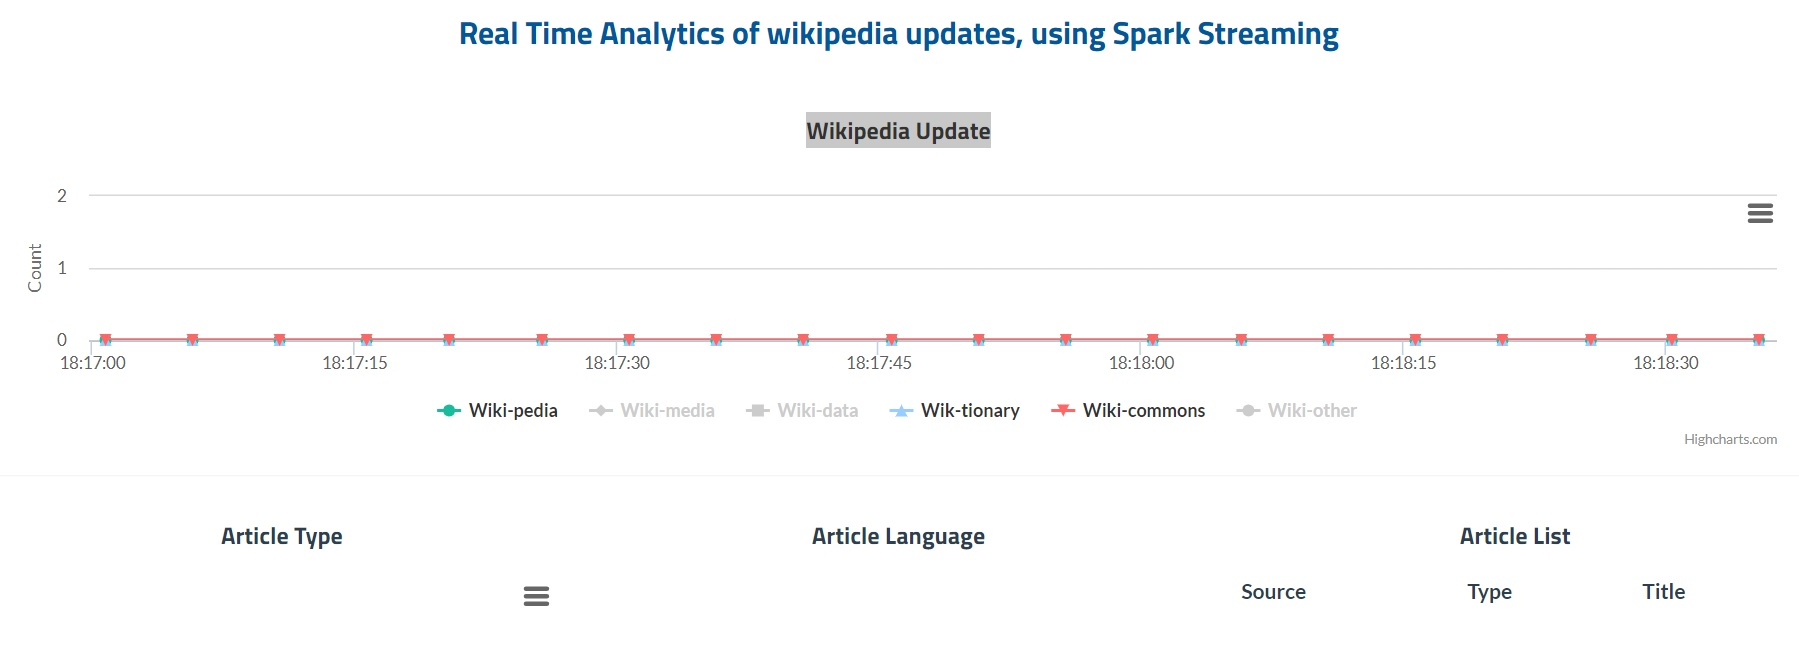 Real Time Analytics of wikipedia updates, using Spark Streaming
Wikipedia Update
2
1
0
Count
18:17:00 18:17:15 18:17:30 18:17:45 18:18:00 18:18:15 18:18:30
Wiki-pedia Wiki-media Wiki-data Wik-tionary Wiki-commons Wiki-other
Highcharts.com
Article Type Article Language Article List
Source Type Title